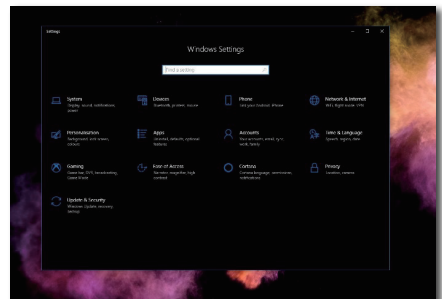 Settings
Windows Settings
Find a setting
System
Display, sound, notifications,
power
Devices
Bluetooth, printers, mouse
Phone
Link your Android, iPhone
Network & Internet
Wi-Fi, flight mode, VPN
Personalisation
Background, lock screen,
colours
Apps
Uninstall, defaults, optional
features
Accounts
Your accounts, email, sync,
work, family
Time & Language
Speech, region, date
Gaming
Game bar, DVR, broadcasting,
Game Mode
Ease of Access
Narrator, magnifier, high
contrast
Cortana
Cortana language, permissions,
notifications
Privacy
Location, camera
Update & Security
Windows Update, recovery,
backup